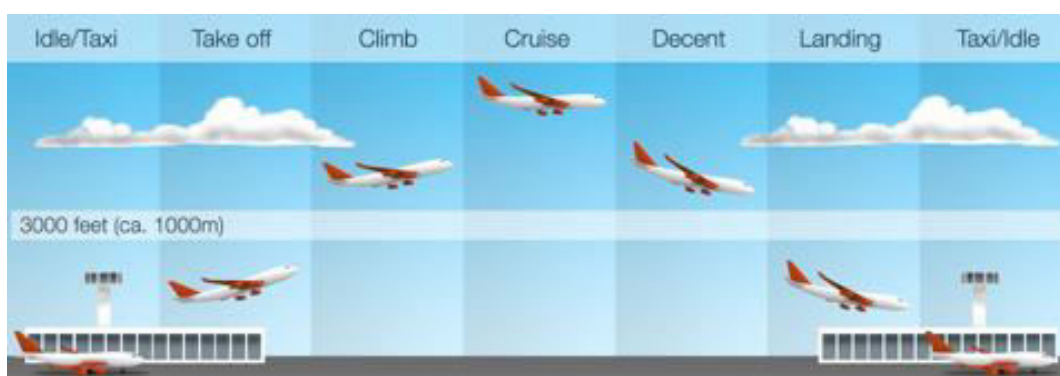 Idle/Taxi Take off Climb Cruise Decent Landing Taxi/Idle
3000 feet (ca. 1000m)